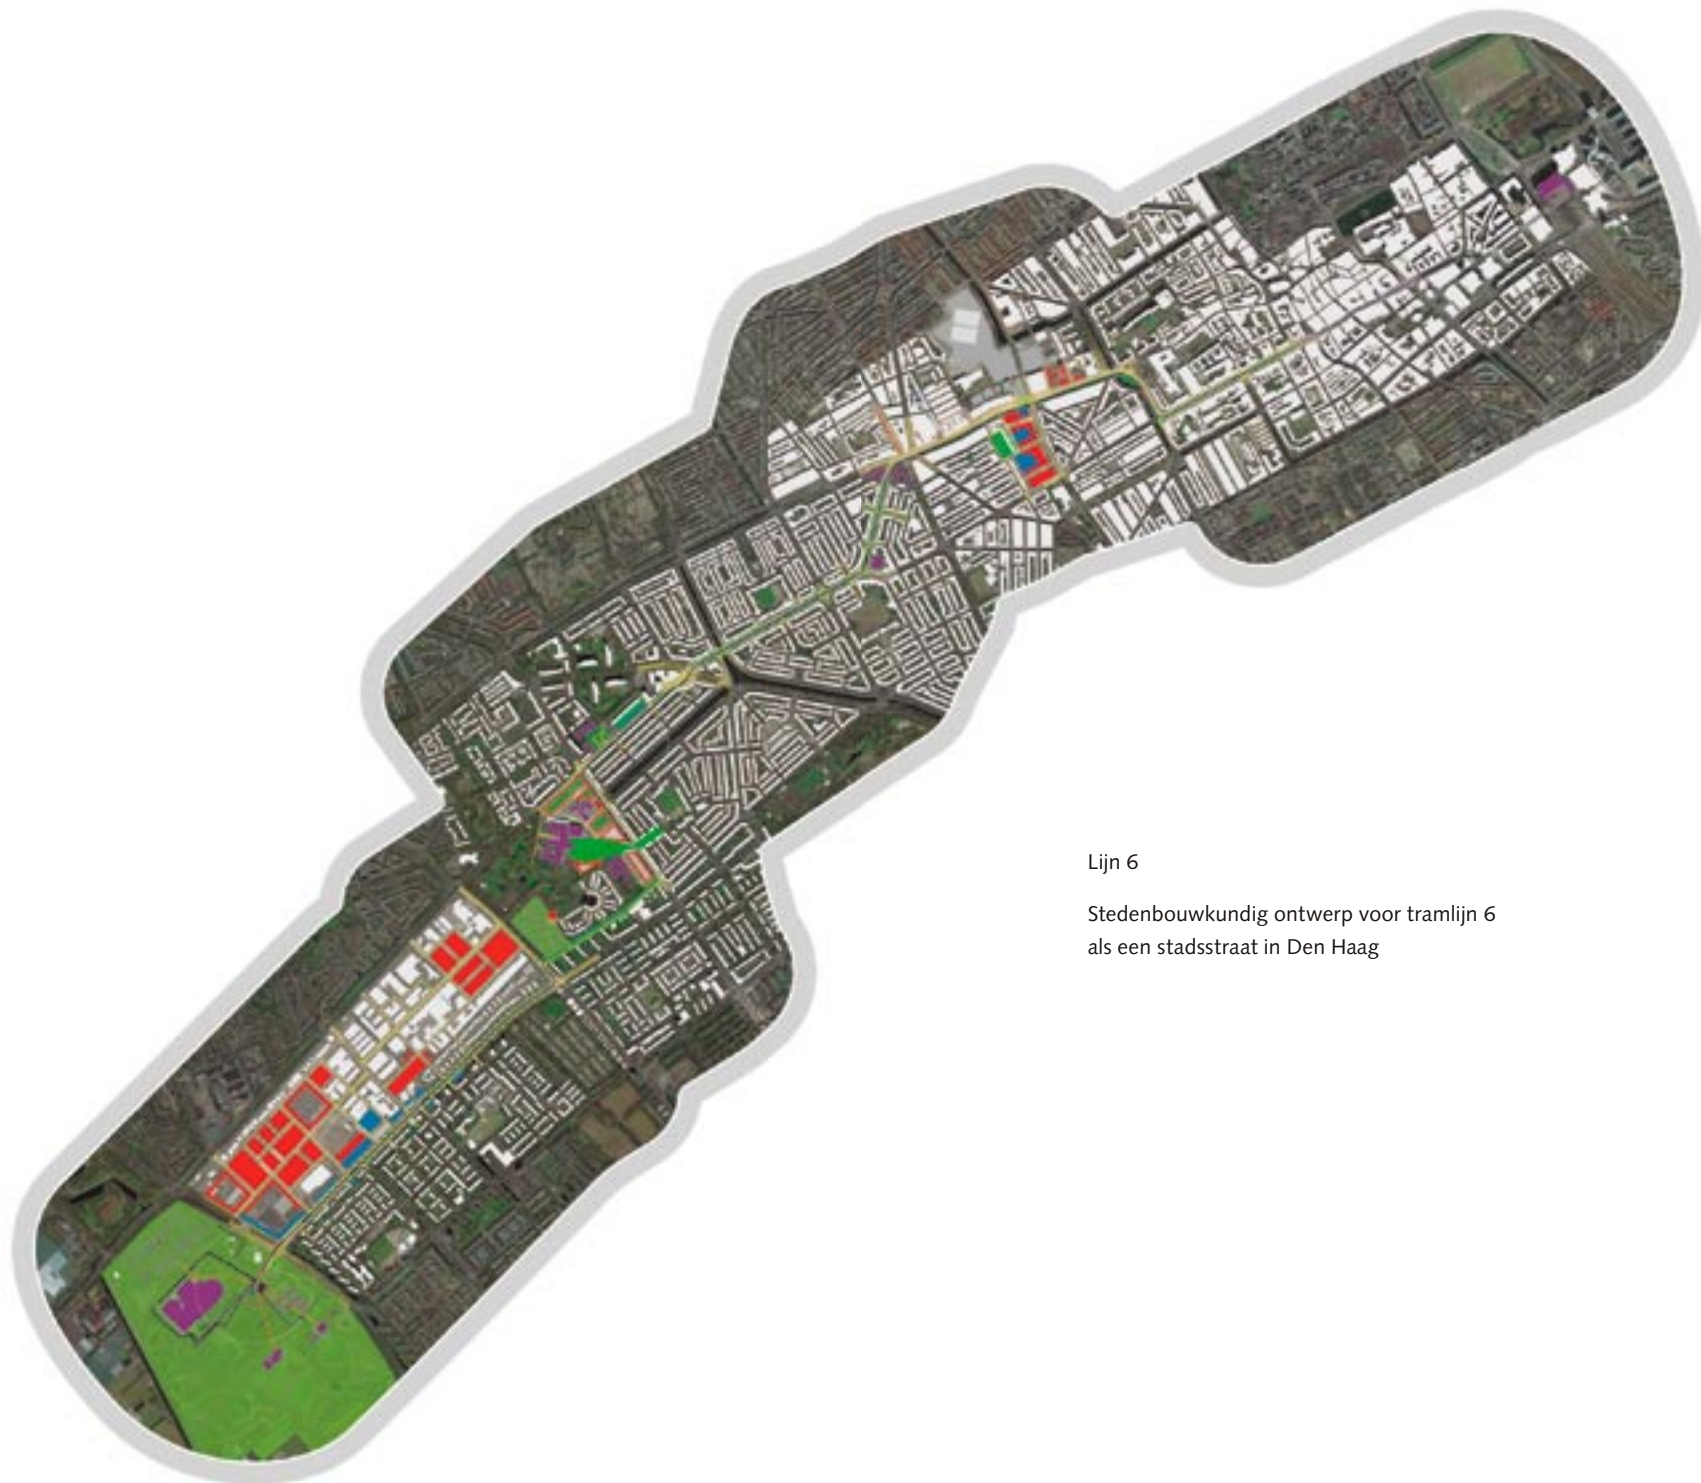 Lijn 6
Stedenbouwkundig ontwerp voor tramlijn 6
als een stadsstraat in Den Haag